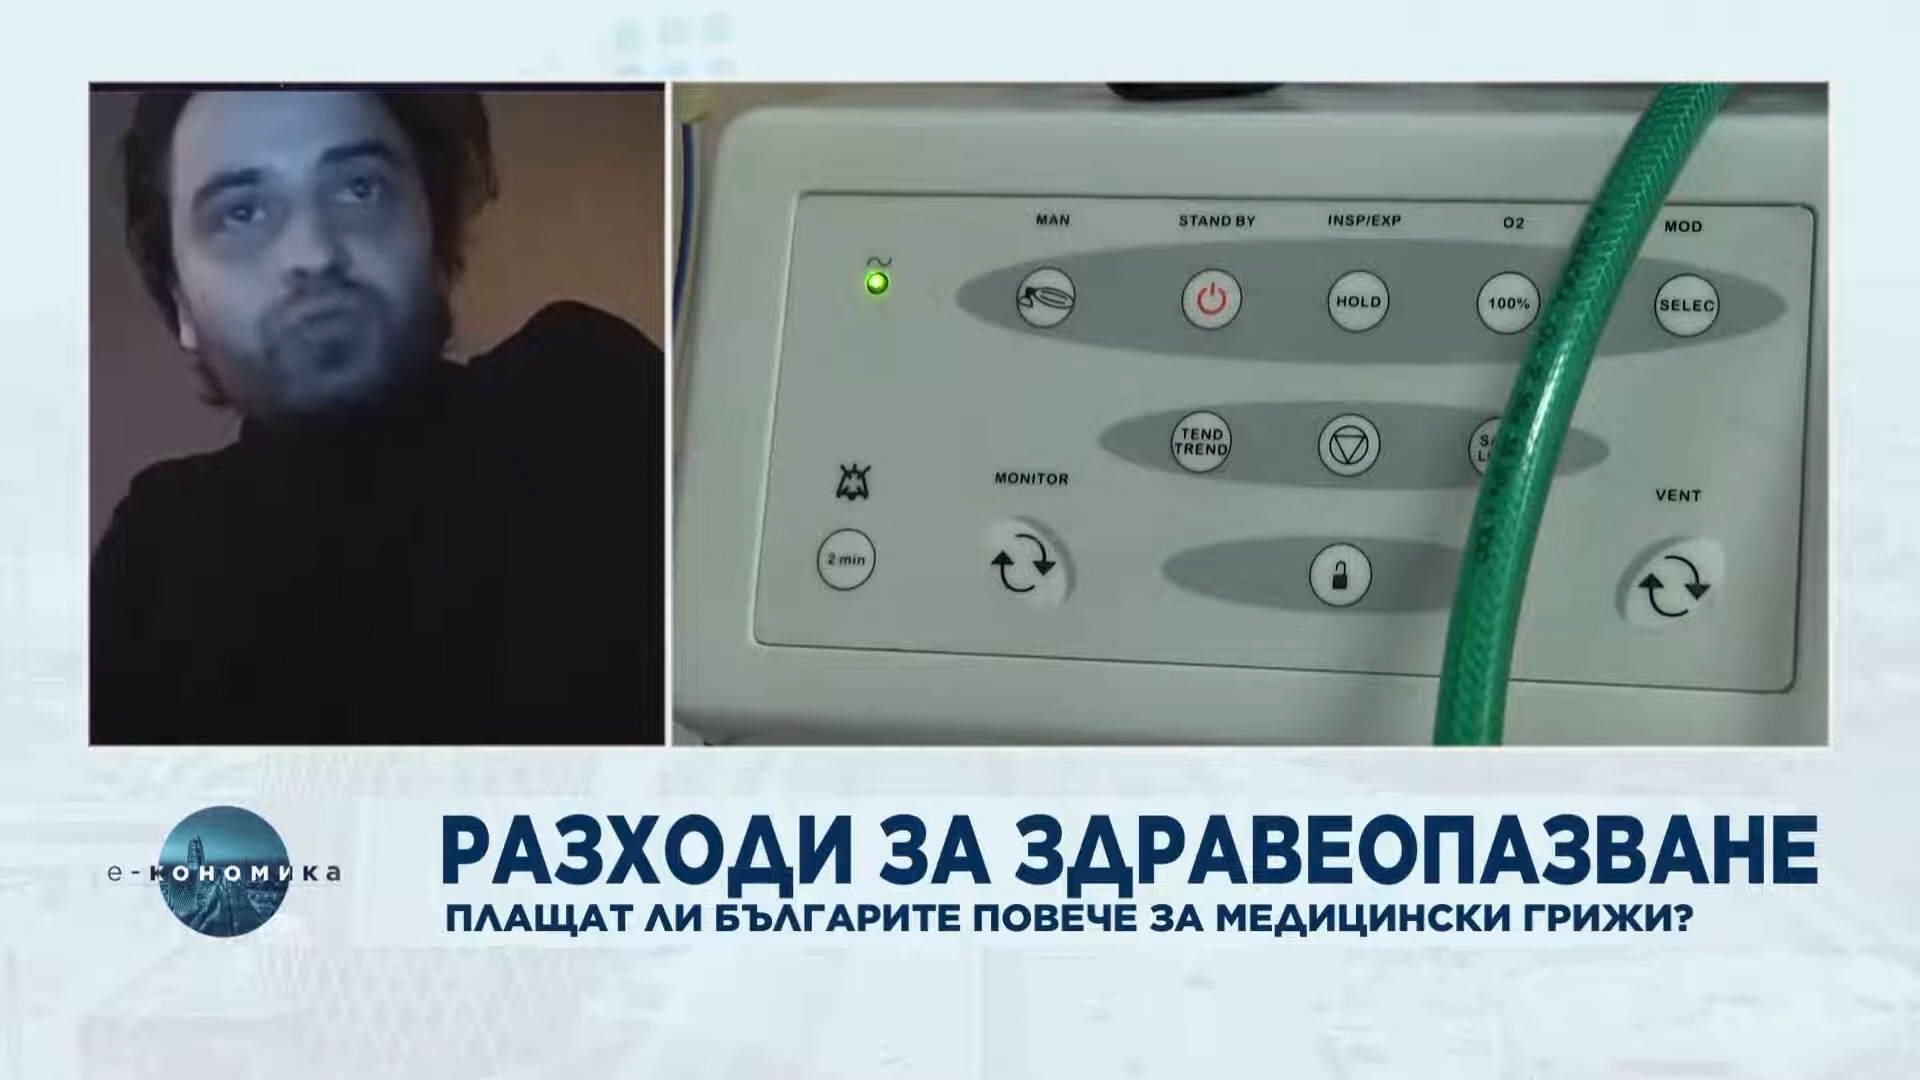 MAN STAND BY INSP/EXP O2 MOD
HOLD 100% SELEC
TEND
TREND
MONITOR
VENT
2 min
е-кономика
РАЗХОДИ ЗА ЗДРАВЕОПАЗВАНЕ
ПЛАЩАТ ЛИ БЪЛГАРИТЕ ПОВЕЧЕ ЗА МЕДИЦИНСКИ ГРИЖИ?